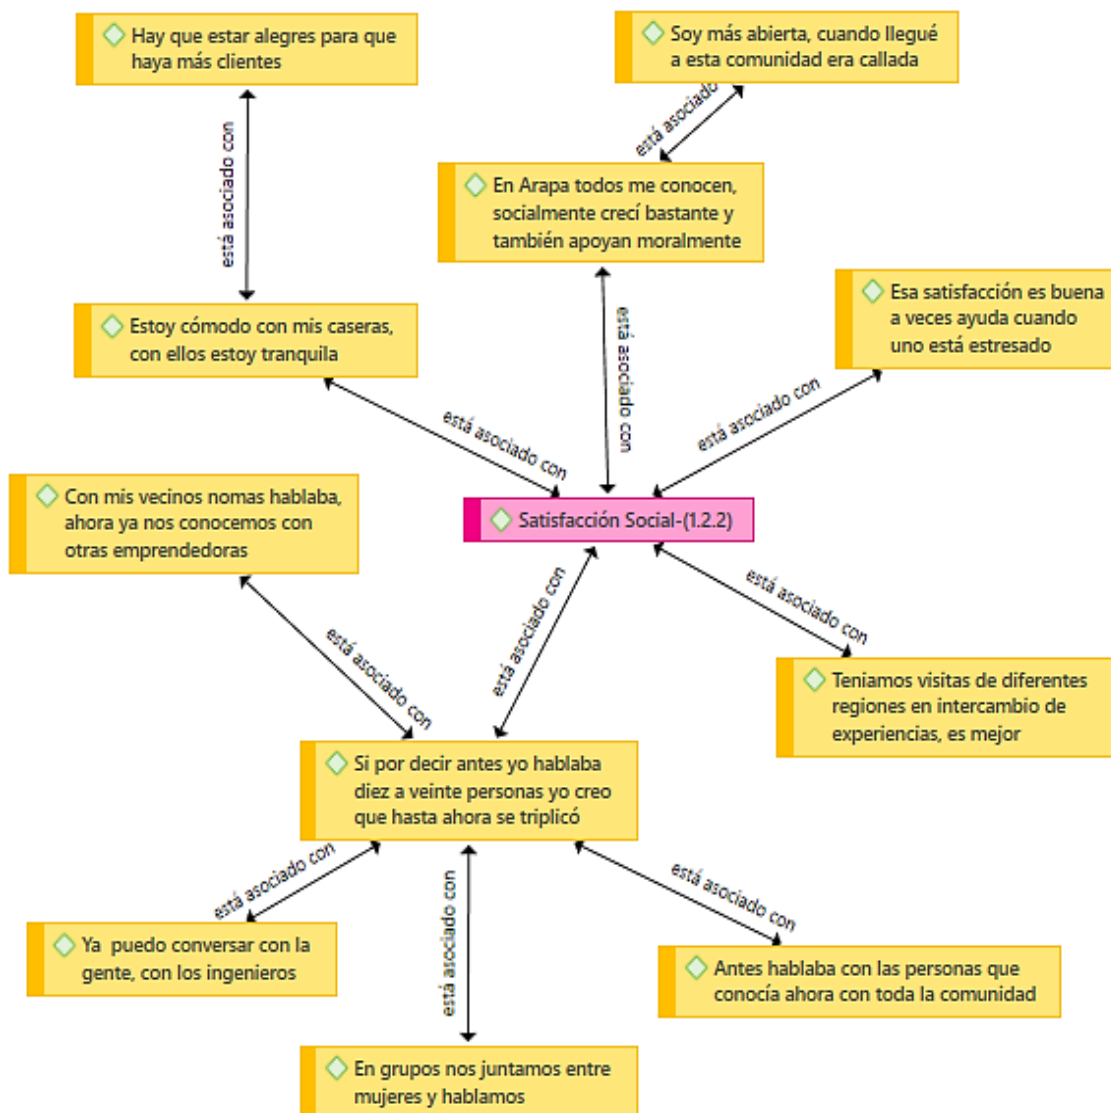 Hay que estar alegres para que
haya más clientes
Soy más abierta, cuando llegué
a esta comunidad era callada
está asociado con
está asociado
En Arapa todos me conocen,
socialmente crecí bastante y
también apoyan moralmente
Estoy cómodo con mis caseras,
con ellos estoy tranquila
Esa satisfacción es buena
a veces ayuda cuando
uno está estresado
está asociado con
está asociado con
está asociado con
Con mis vecinos nomas hablaba,
ahora ya nos conocemos con
otras emprendedoras
Satisfacción Social-(1.2.2)
está asociado con
está asociado con
está asociado con
Teniamos visitas de diferentes
regiones en intercambio de
experiencias, es mejor
Si por decir antes yo hablaba
diez a veinte personas yo creo
que hasta ahora se triplicó
está asociado con
está asociado con
está asociado con
Ya  puedo conversar con la
gente, con los ingenieros
Antes hablaba con las personas que
conocía ahora con toda la comunidad
En grupos nos juntamos entre
mujeres y hablamos